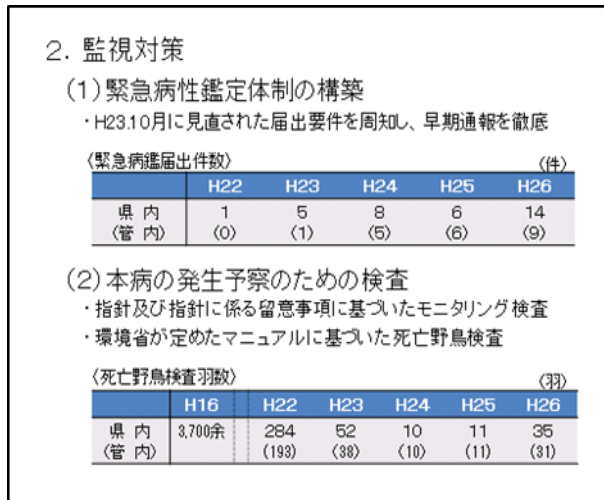 2. 監視対策
(1)緊急病性鑑定体制の構築
・H23.10月に見直された届出要件を周知し、早期通報を徹底
〈緊急病鑑届出件数〉 (件)
H22 H23 H24 H25 H26
県 内 1 5 8 6 14
(管 内) (0) (1) (5) (6) (9)
(2)本病の発生予察のための検査
・指針及び指針に係る留意事項に基づいたモニタリング検査
・環境省が定めたマニュアルに基づいた死亡野鳥検査
〈死亡野鳥検査羽数〉 (羽)
H16 H22 H23 H24 H25 H26
県 内 3,700余 284 52 10 11 35
(管 内) (193) (38) (10) (11) (31)